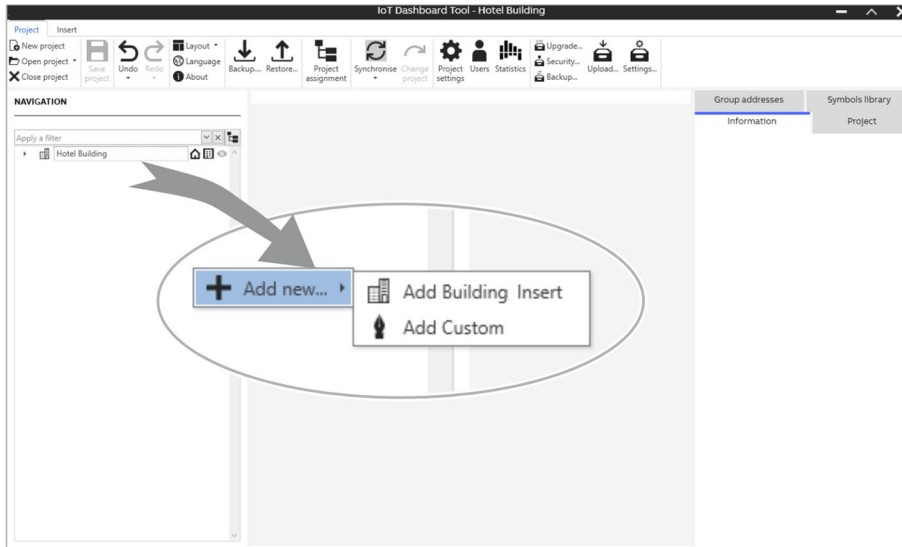 IoT Dashboard Tool - Hotel Building
Project Insert
New project
Open project
Close project
Save project
Undo
Redo
Layout
Language
About
Backup...
Restore...
Project assignment
Synchronise
Change project
Project settings
Users
Statistics
Upgrade...
Security...
Backup...
Upload...
Settings...
NAVIGATION
Apply a filter
Hotel Building
Group addresses Symbols library
Information Project
Add new...
Add Building Insert
Add Custom